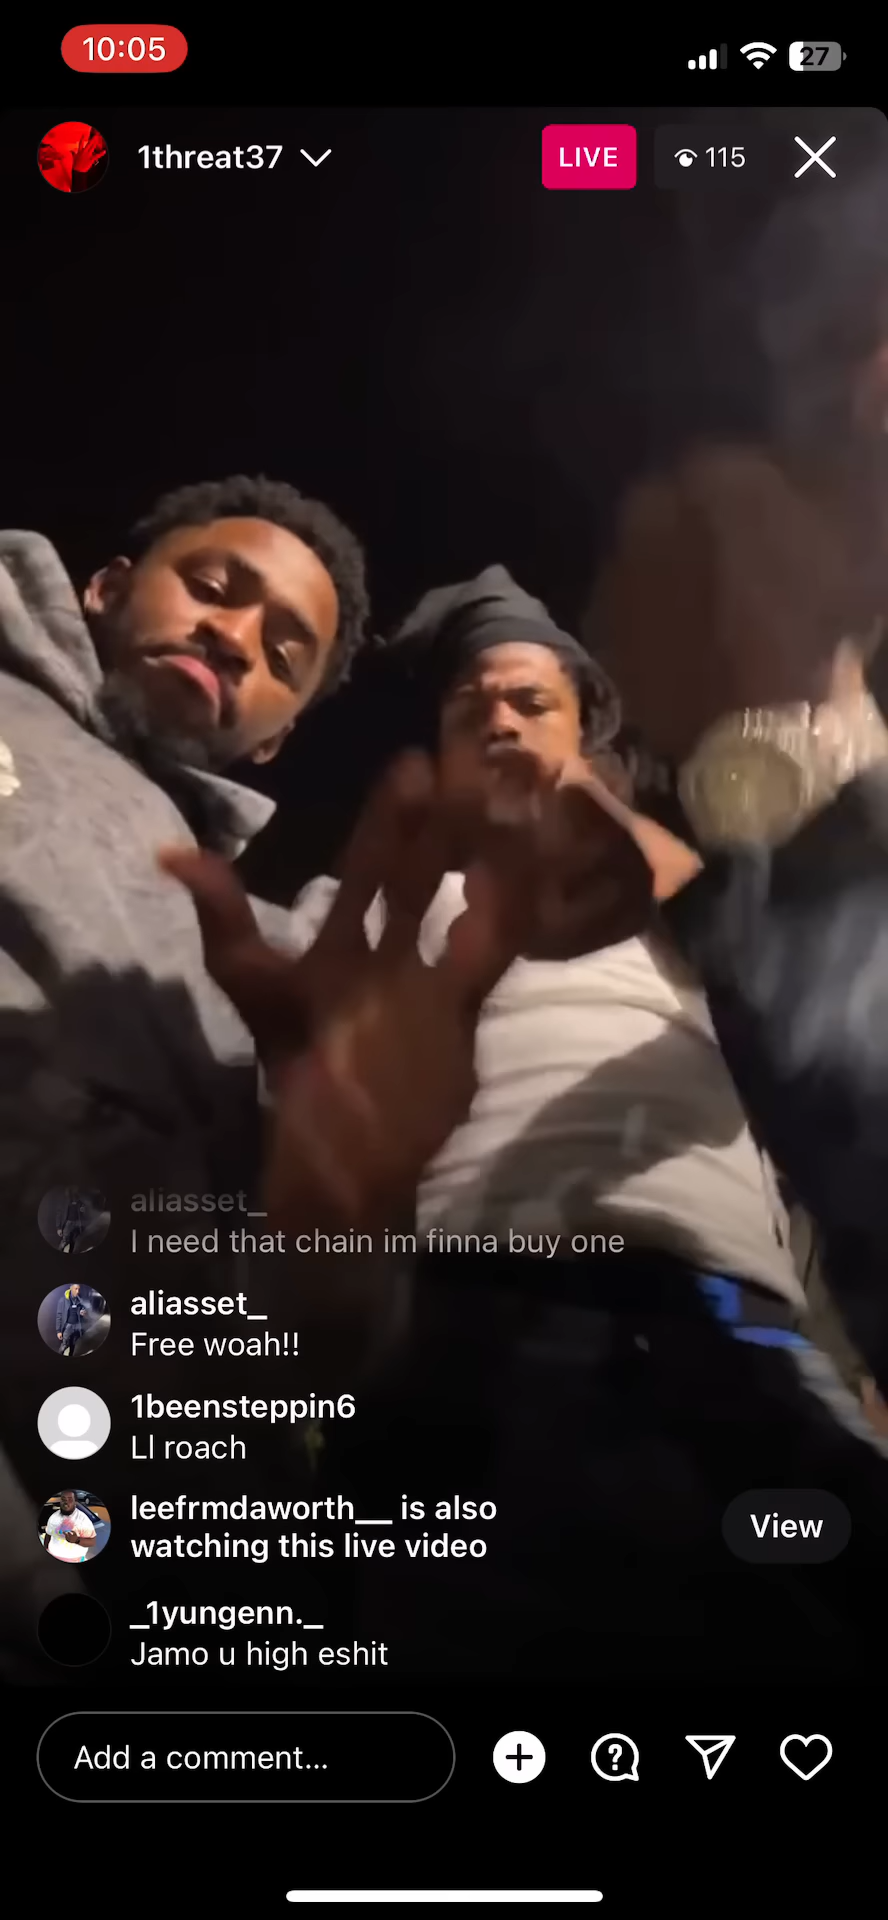 10:05
27
1threat37
LIVE
115
aliasset_
I need that chain im finna buy one
aliasset_
Free woah!!
1beensteppin6
Ll roach
leefrmdaworth__ is also
watching this live video
View
_1yungenn._
Jamo u high eshit
Add a comment...